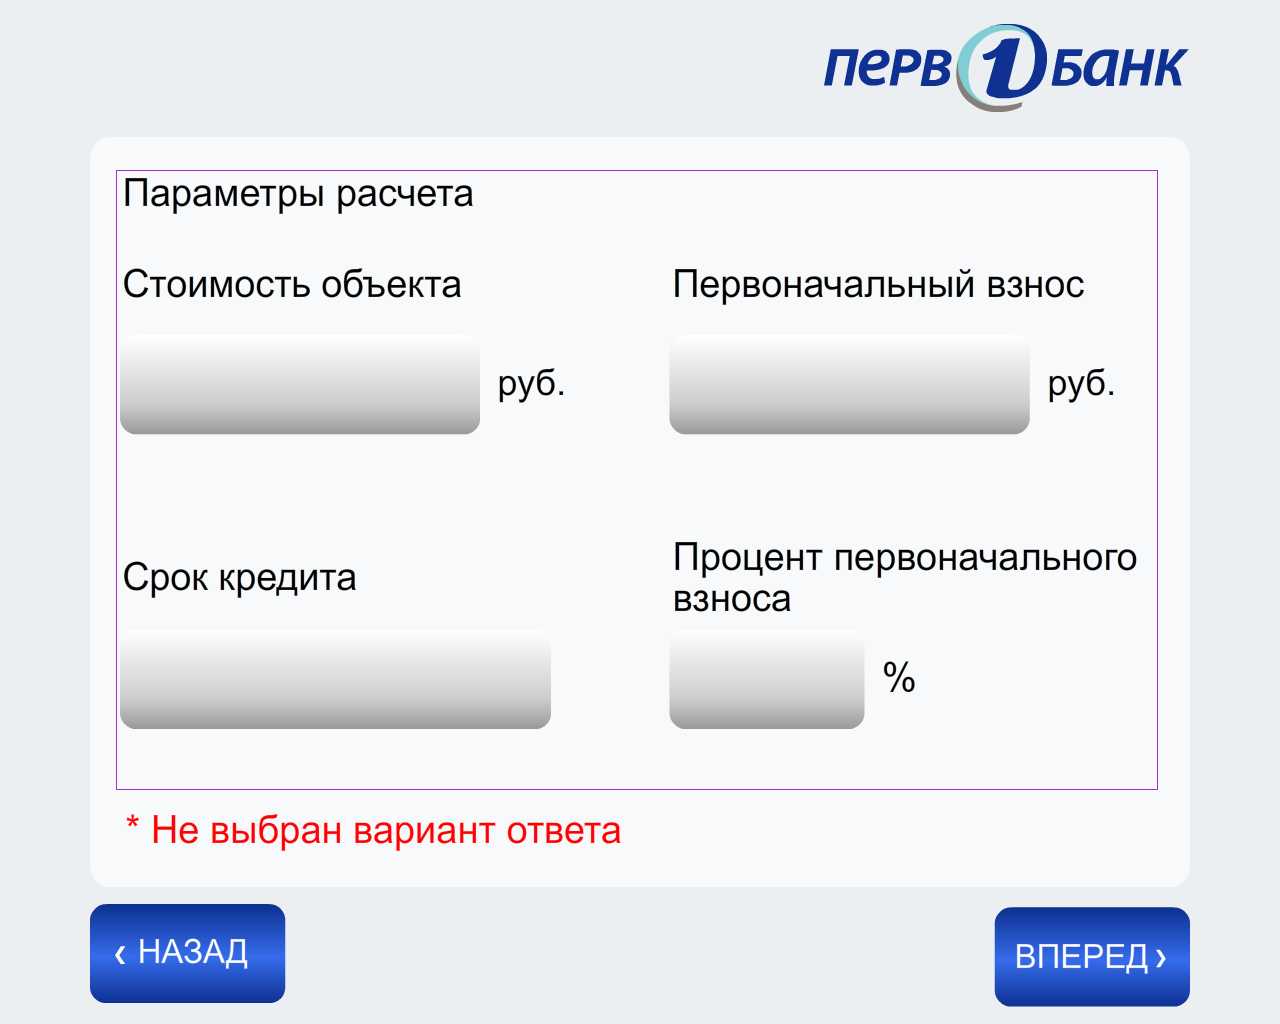 ПЕРВ1БАНК
Параметры расчета
Стоимость объекта
Первоначальный взнос
руб.
руб.
Срок кредита
Процент первоначального
взноса
%
* Не выбран вариант ответа
‹ НАЗАД
ВПЕРЕД ›